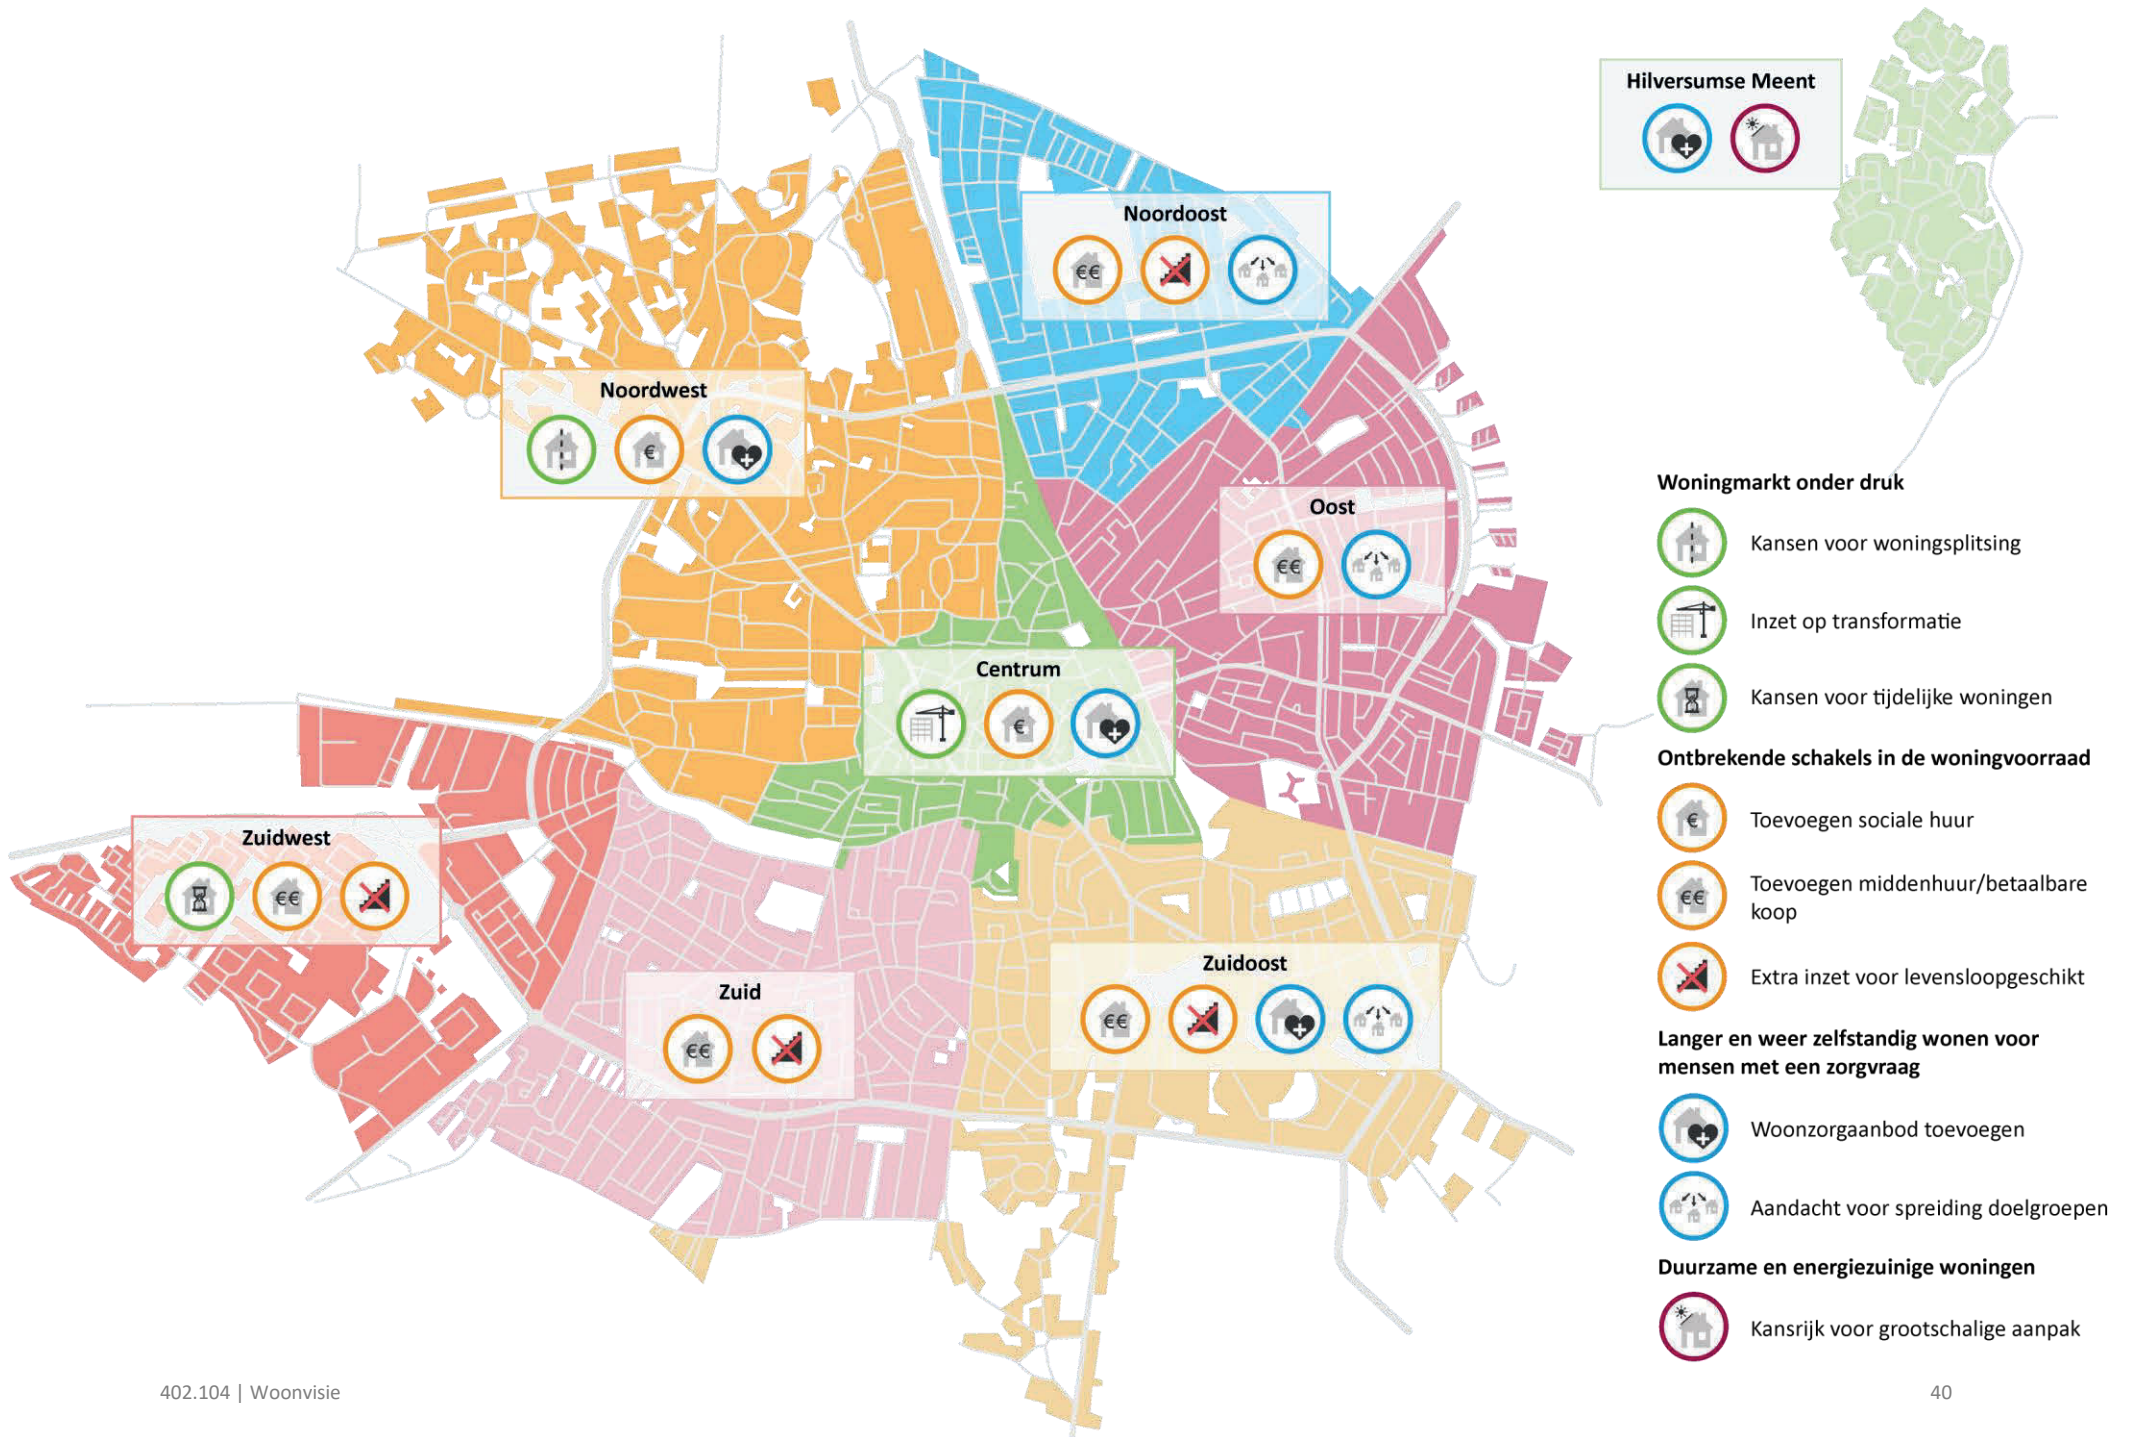 Hilversumse Meent
Noordoost
€€
Noordwest
€
Oost
€€
Centrum
€
Zuidwest
€€
Zuid
€€
Zuidoost
€€
Woningmarkt onder druk
Kansen voor woningsplitsing
Inzet op transformatie
Kansen voor tijdelijke woningen
Ontbrekende schakels in de woningvoorraad
€
Toevoegen sociale huur
€€
Toevoegen middenhuur/betaalbare
koop
Extra inzet voor levensloopgeschikt
Langer en weer zelfstandig wonen voor
mensen met een zorgvraag
Woonzorgaanbod toevoegen
Aandacht voor spreiding doelgroepen
Duurzame en energiezuinige woningen
Kansrijk voor grootschalige aanpak
402.104 | Woonvisie
40